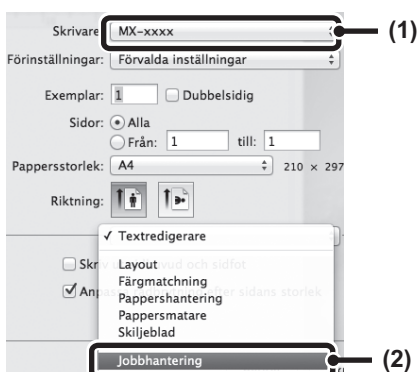 Skrivare: MX-xxxx (1)
Förinställningar: Förvalda inställningar
Exemplar: 1 Dubbelsidig
Sidor: Alla
Från: 1 till: 1
Pappersstorlek: A4 210 × 297
Riktning:
✓ Textredigerare
Layout
Färgmatchning
Pappershantering
Pappersmatare
Skiljeblad
Jobbhantering (2)